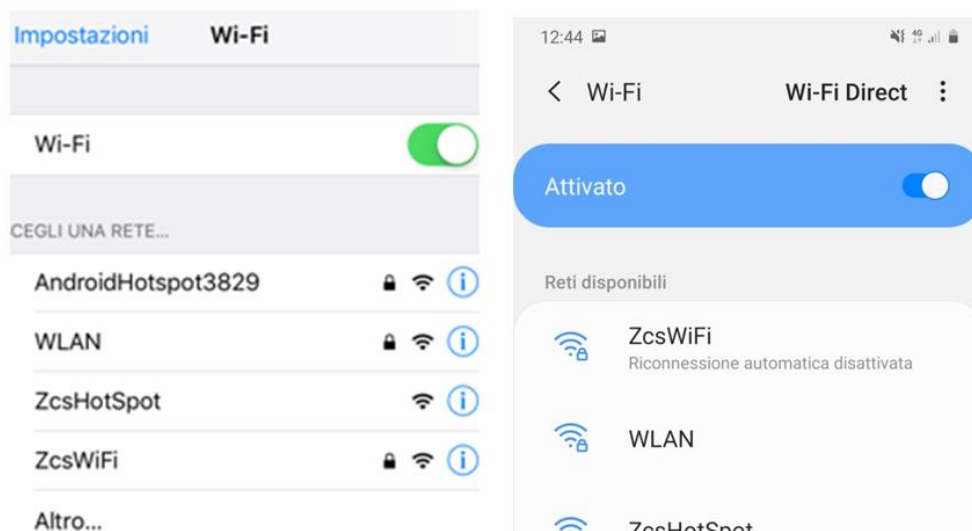 Impostazioni Wi-Fi
Wi-Fi
CEGLI UNA RETE...
AndroidHotspot3829
WLAN
ZcsHotSpot
ZcsWiFi
Altro...
12:44 4G
Wi-Fi Wi-Fi Direct
Attivato
Reti disponibili
ZcsWiFi
Riconnessione automatica disattivata
WLAN
ZcsHotSpot